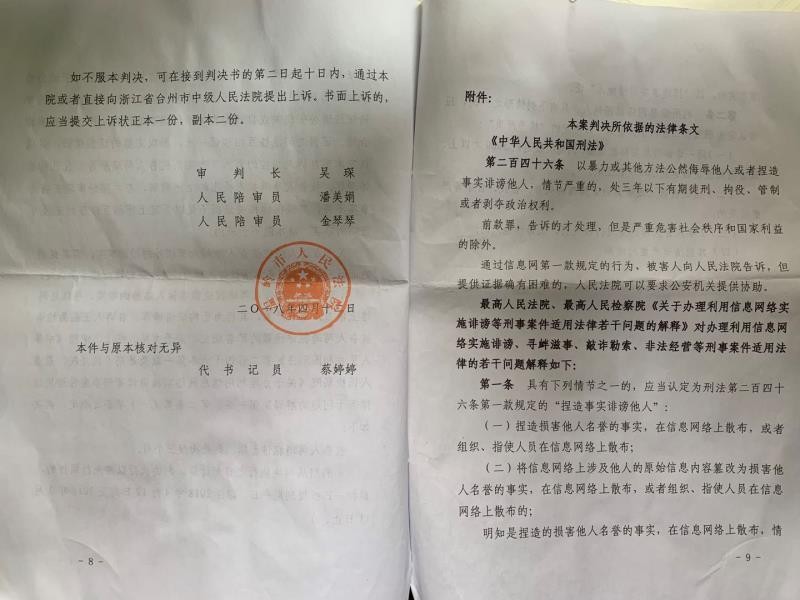 如不服本判决，可在接到判决书的第二日起十日内，通过本
院或者直接向浙江省台州市中级人民法院提出上诉。书面上诉的，
应当提交上诉状正本一份，副本二份。
审 判 长 吴 琛
人民陪审员 潘美娟
人民陪审员 金琴琴
岭市人民法院
二〇一八年四月十二日
本件与原本核对无异
代 书 记 员 蔡婷婷
- 8 -
附件：
本案判决所依据的法律条文
《中华人民共和国刑法》
第二百四十六条 以暴力或其他方法公然侮辱他人或者捏造
事实诽谤他人，情节严重的，处三年以下有期徒刑、拘役、管制
或者剥夺政治权利。
前款罪，告诉的才处理，但是严重危害社会秩序和国家利益
的除外。
通过信息网第一款规定的行为、被害人向人民法院告诉，但
提供证据确有困难的，人民法院可以要求公安机关提供协助。
最高人民法院、最高人民检察院《关于办理利用信息网络实
施诽谤等刑事案件适用法律若干问题的解释》对办理利用信息网
络实施诽谤、寻衅滋事、敲诈勒索、非法经营等刑事案件适用法
律的若干问题解释如下：
第一条 具有下列情节之一的，应当认定为刑法第二百四十
六条第一款规定的“捏造事实诽谤他人”：
（一）捏造损害他人名誉的事实，在信息网络上散布，或者
组织、指使人员在信息网络上散布；
（二）将信息网络上涉及他人的原始信息内容篡改为损害他
人名誉的事实，在信息网络上散布，或者组织、指使人员在信息
网络上散布的；
明知是捏造的损害他人名誉的事实，在信息网络上散布，情
- 9 -